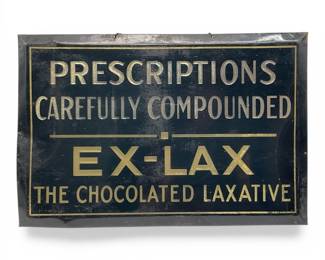 PRESCRIPTIONS
CAREFULLY COMPOUNDED
EX-LAX
THE CHOCOLATED LAXATIVE